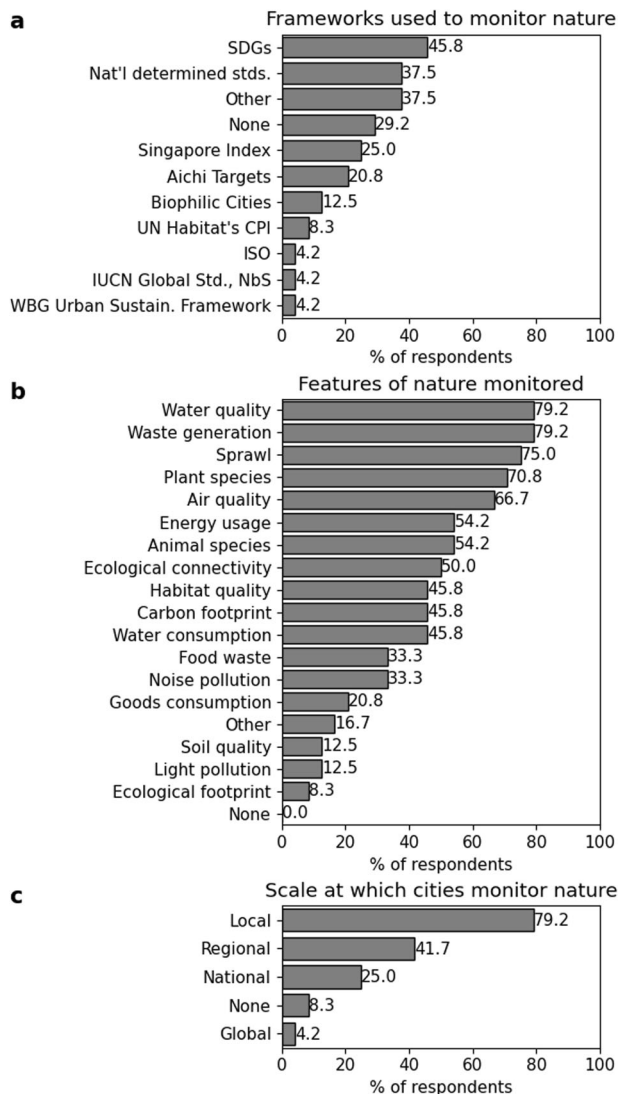 a
Frameworks used to monitor nature
SDGs 45.8
Nat'l determined stds. 37.5
Other 37.5
None 29.2
Singapore Index 25.0
Aichi Targets 20.8
Biophilic Cities 12.5
UN Habitat's CPI 8.3
ISO 4.2
IUCN Global Std., NbS 4.2
WBG Urban Sustain. Framework 4.2
0 20 40 60 80 100
% of respondents
b
Features of nature monitored
Water quality 79.2
Waste generation 79.2
Sprawl 75.0
Plant species 70.8
Air quality 66.7
Energy usage 54.2
Animal species 54.2
Ecological connectivity 50.0
Habitat quality 45.8
Carbon footprint 45.8
Water consumption 45.8
Food waste 33.3
Noise pollution 33.3
Goods consumption 20.8
Other 16.7
Soil quality 12.5
Light pollution 12.5
Ecological footprint 8.3
None 0.0
0 20 40 60 80 100
% of respondents
c
Scale at which cities monitor nature
Local 79.2
Regional 41.7
National 25.0
None 8.3
Global 4.2
0 20 40 60 80 100
% of respondents